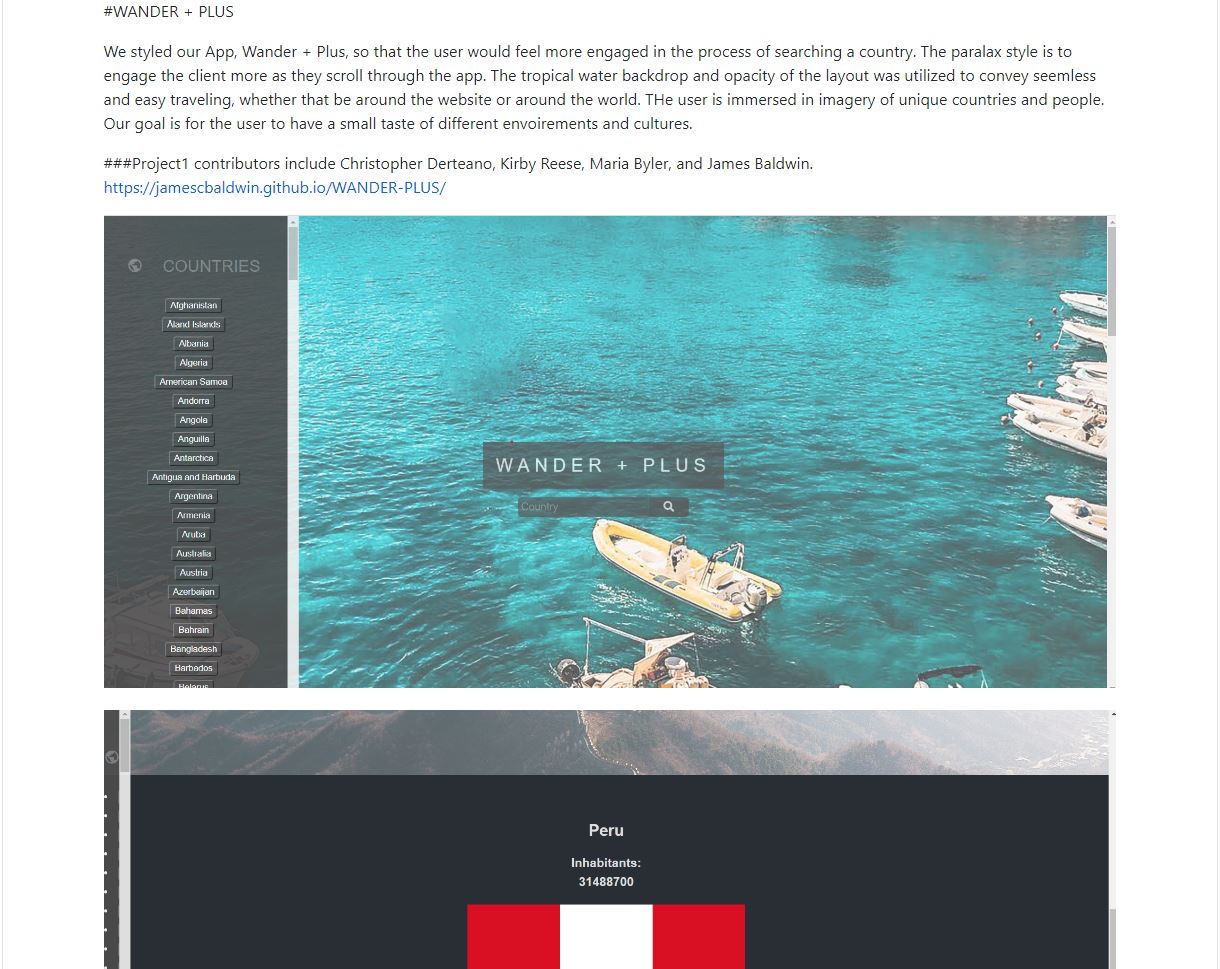 #WANDER + PLUS
We styled our App, Wander + Plus, so that the user would feel more engaged in the process of searching a country. The paralax style is to
engage the client more as they scroll through the app. The tropical water backdrop and opacity of the layout was utilized to convey seemless
and easy traveling, whether that be around the website or around the world. THe user is immersed in imagery of unique countries and people.
Our goal is for the user to have a small taste of different envoirements and cultures.
###Project1 contributors include Christopher Derteano, Kirby Reese, Maria Byler, and James Baldwin.
https://jamescbaldwin.github.io/WANDER-PLUS/
COUNTRIES
Afghanistan
Åland Islands
Albania
Algeria
American Samoa
Andorra
Angola
Anguilla
Antarctica
Antigua and Barbuda
Argentina
Armenia
Aruba
Australia
Austria
Azerbaijan
Bahamas
Bahrain
Bangladesh
Barbados
Belarus
WANDER + PLUS
Country
Peru
Inhabitants:
31488700